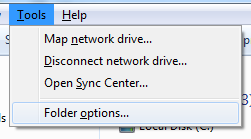 Tools Help
Map network drive...
Disconnect network drive...
Open Sync Center...
Folder options...
Local Disk (C:)